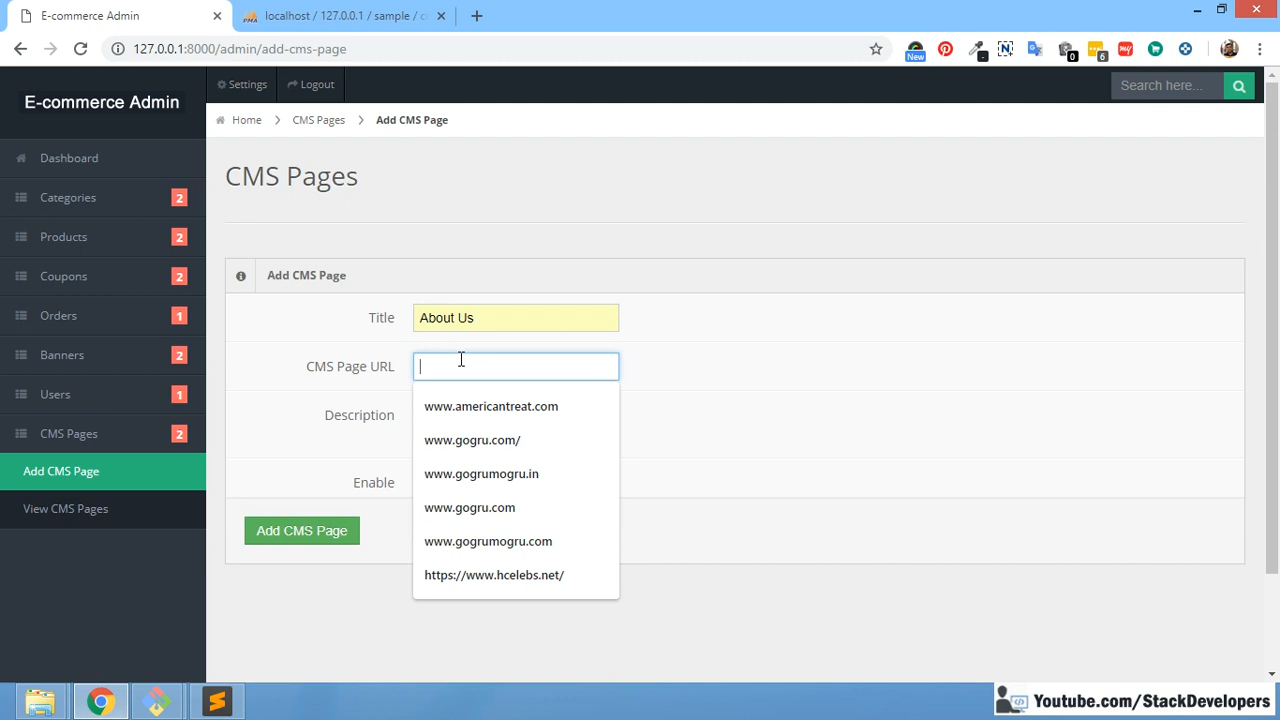 E-commerce Admin
localhost / 127.0.0.1 / sample / c
127.0.0.1:8000/admin/add-cms-page
New
0
6
E-commerce Admin
Settings
Logout
Search here...
Home
CMS Pages
Add CMS Page
Dashboard
CMS Pages
Categories
2
Products
2
Coupons
2
Add CMS Page
Orders
1
Title
About Us
Banners
2
CMS Page URL
Users
1
www.americantreat.com
Description
CMS Pages
2
www.gogru.com/
Add CMS Page
www.gogrumogru.in
Enable
View CMS Pages
www.gogru.com
Add CMS Page
www.gogrumogru.com
https://www.hcelebs.net/
Youtube.com/StackDevelopers